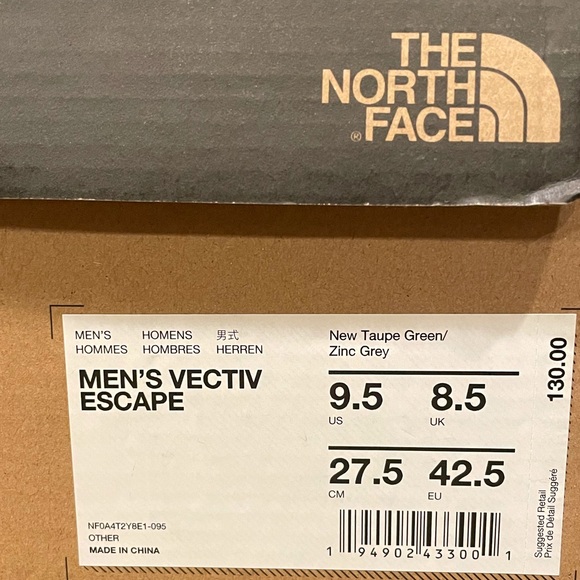 THE
NORTH
® FACE
MEN'S HOMENS 男式
HOMMES HOMBRES HERREN
MEN'S VECTIV
ESCAPE
New Taupe Green/
Zinc Grey
9.5 8.5
US UK
27.5 42.5
CM EU
130.00
Suggested Retail
Prix de Détail Suggéré
NF0A4T2Y8E1-095
OTHER
MADE IN CHINA
1 94902 43300 1